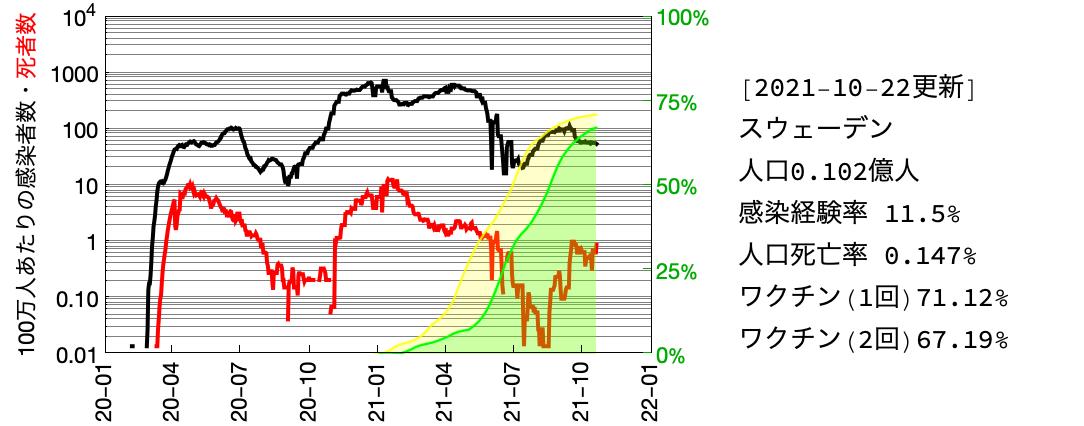 100万人あたりの感染者数・死者数
10^4
1000
100
10
1
0.10
0.01
100%
75%
50%
25%
0%
20-01
20-04
20-07
20-10
21-01
21-04
21-07
21-10
22-01
[2021-10-22更新]
スウェーデン
人口0.102億人
感染経験率 11.5%
人口死亡率 0.147%
ワクチン(1回)71.12%
ワクチン(2回)67.19%